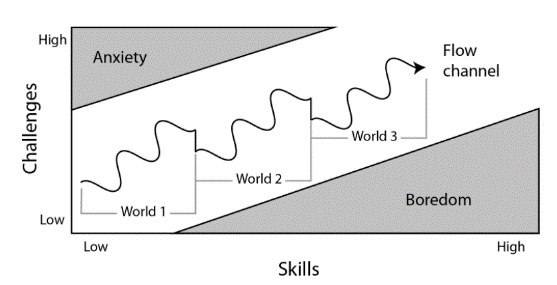 High
Anxiety
Flow
channel
Challenges
World 3
World 2
World 1
Boredom
Low
Low
High
Skills